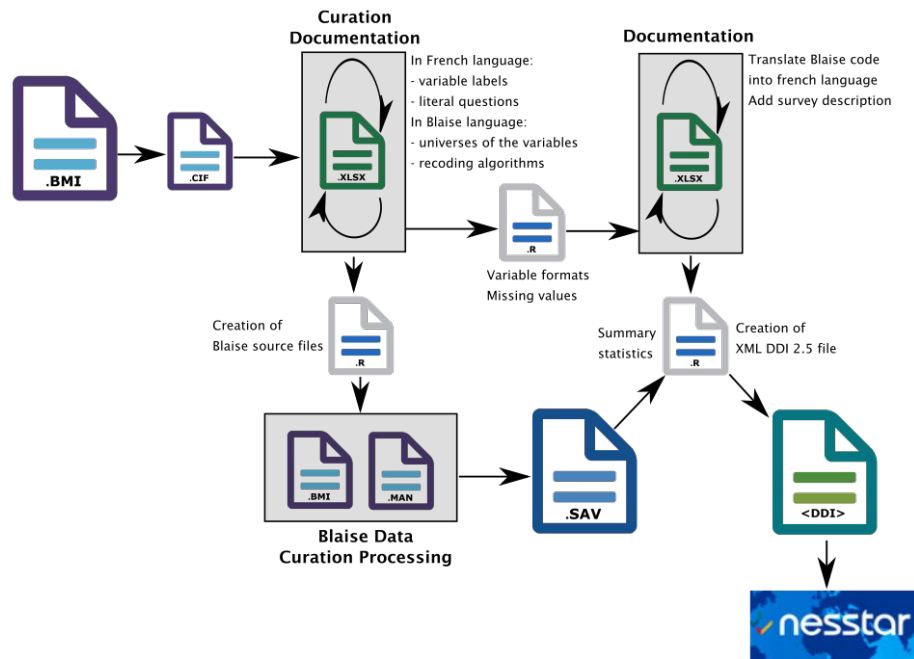 Curation
Documentation
In French language:
- variable labels
- literal questions
In Blaise language:
- universes of the variables
- recoding algorithms
.XLSX
Documentation
Translate Blaise code
into french language
Add survey description
.XLSX
.BMI
.CIF
.R
Variable formats
Missing values
Creation of
Blaise source files
.R
Summary
statistics
.R
Creation of
XML DDI 2.5 file
.BMI
.MAN
Blaise Data
Curation Processing
.SAV
<DDI>
nesstar